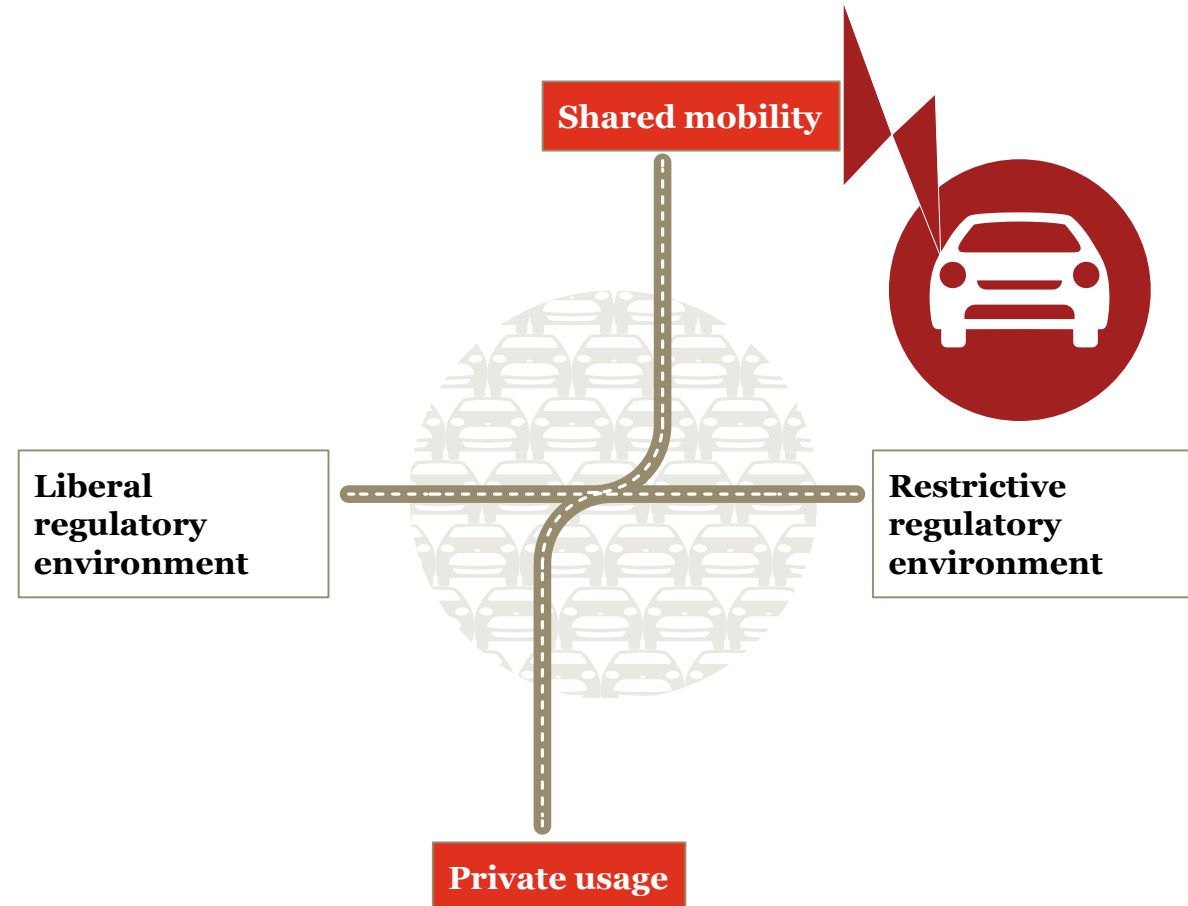 Shared mobility
Liberal
regulatory
environment
Restrictive
regulatory
environment
Private usage